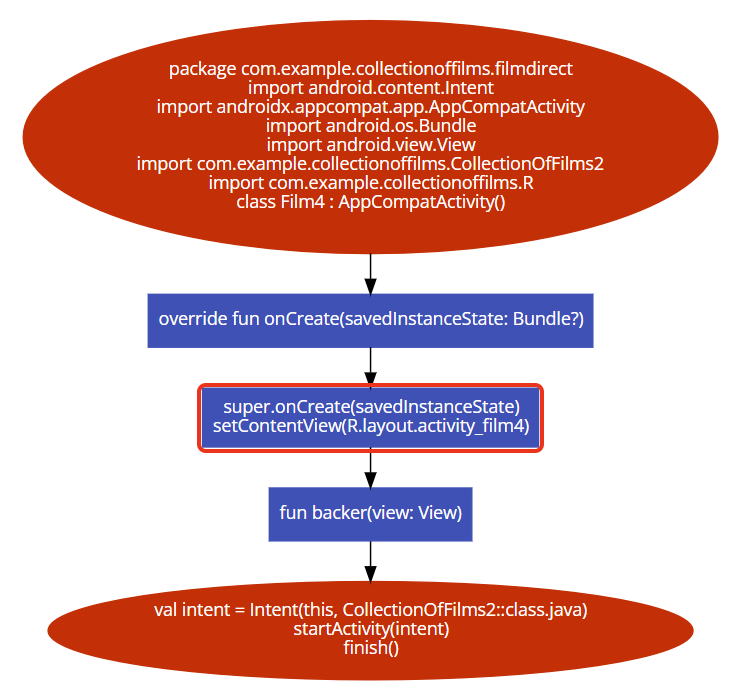 package com.example.collectionoffilms.filmdirect
import android.content.Intent
import androidx.appcompat.app.AppCompatActivity
import android.os.Bundle
import android.view.View
import com.example.collectionoffilms.CollectionOfFilms2
import com.example.collectionoffilms.R
class Film4 : AppCompatActivity()
override fun onCreate(savedInstanceState: Bundle?)
super.onCreate(savedInstanceState)
setContentView(R.layout.activity_film4)
fun backer(view: View)
val intent = Intent(this, CollectionOfFilms2::class.java)
startActivity(intent)
finish()